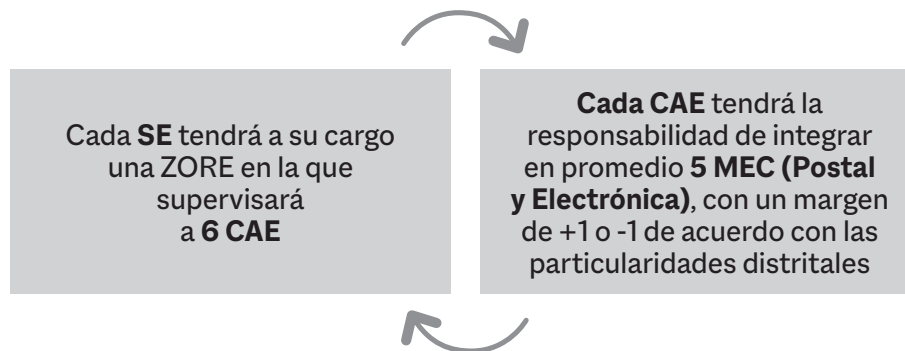 Cada SE tendrá a su cargo
una ZORE en la que
supervisará
a 6 CAE
Cada CAE tendrá la
responsabilidad de integrar
en promedio 5 MEC (Postal
y Electrónica), con un margen
de +1 o -1 de acuerdo con las
particularidades distritales